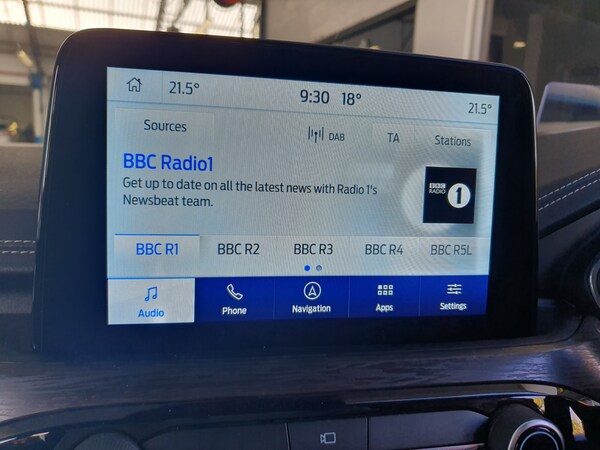 21.5° 9:30 18° 21.5°
Sources DAB TA Stations
BBC Radio1
Get up to date on all the latest news with Radio 1's
Newsbeat team.
BBC
RADIO 1
BBC R1 BBC R2 BBC R3 BBC R4 BBC R5L
Audio Phone Navigation Apps Settings